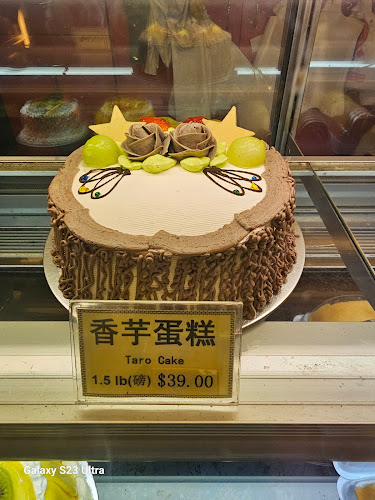 香芋蛋糕
Taro Cake
1.5 lb(磅) $39.00
Galaxy S23 Ultra